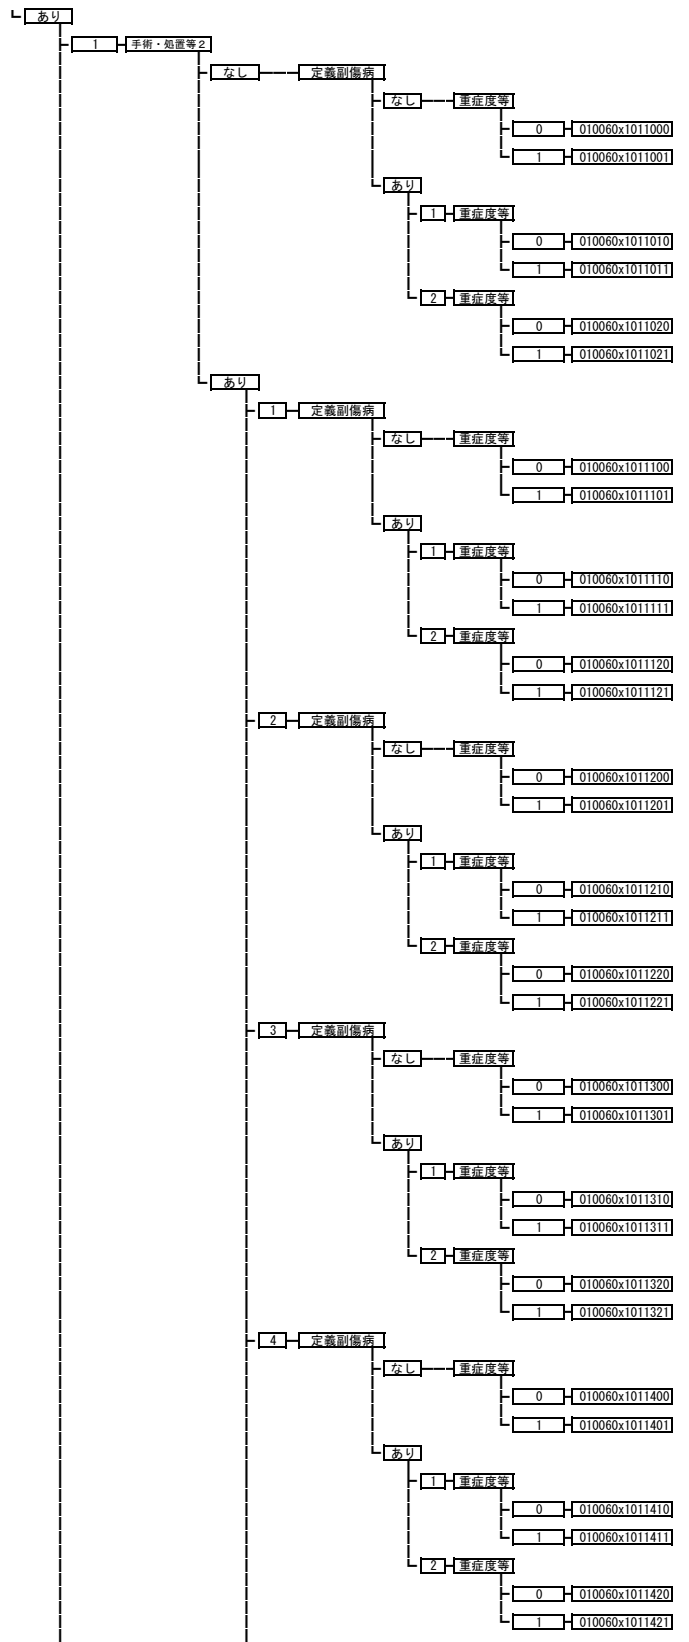 あり
1 手術・処置等２
なし 定義副傷病
なし 重症度等
0 010060x1011000
1 010060x1011001
あり
1 重症度等
0 010060x1011010
1 010060x1011011
2 重症度等
0 010060x1011020
1 010060x1011021
あり
1 定義副傷病
なし 重症度等
0 010060x1011100
1 010060x1011101
あり
1 重症度等
0 010060x1011110
1 010060x1011111
2 重症度等
0 010060x1011120
1 010060x1011121
2 定義副傷病
なし 重症度等
0 010060x1011200
1 010060x1011201
あり
1 重症度等
0 010060x1011210
1 010060x1011211
2 重症度等
0 010060x1011220
1 010060x1011221
3 定義副傷病
なし 重症度等
0 010060x1011300
1 010060x1011301
あり
1 重症度等
0 010060x1011310
1 010060x1011311
2 重症度等
0 010060x1011320
1 010060x1011321
4 定義副傷病
なし 重症度等
0 010060x1011400
1 010060x1011401
あり
1 重症度等
0 010060x1011410
1 010060x1011411
2 重症度等
0 010060x1011420
1 010060x1011421